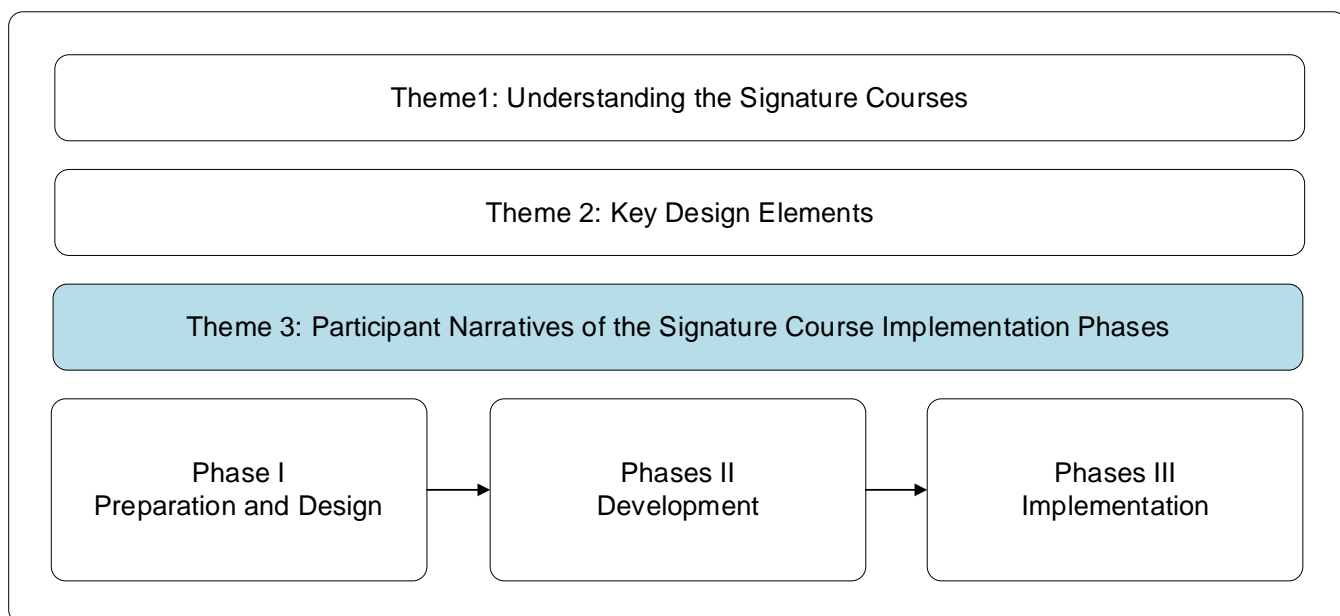 Theme1: Understanding the Signature Courses
Theme 2: Key Design Elements
Theme 3: Participant Narratives of the Signature Course Implementation Phases
Phase I
Preparation and Design
Phases II
Development
Phases III
Implementation